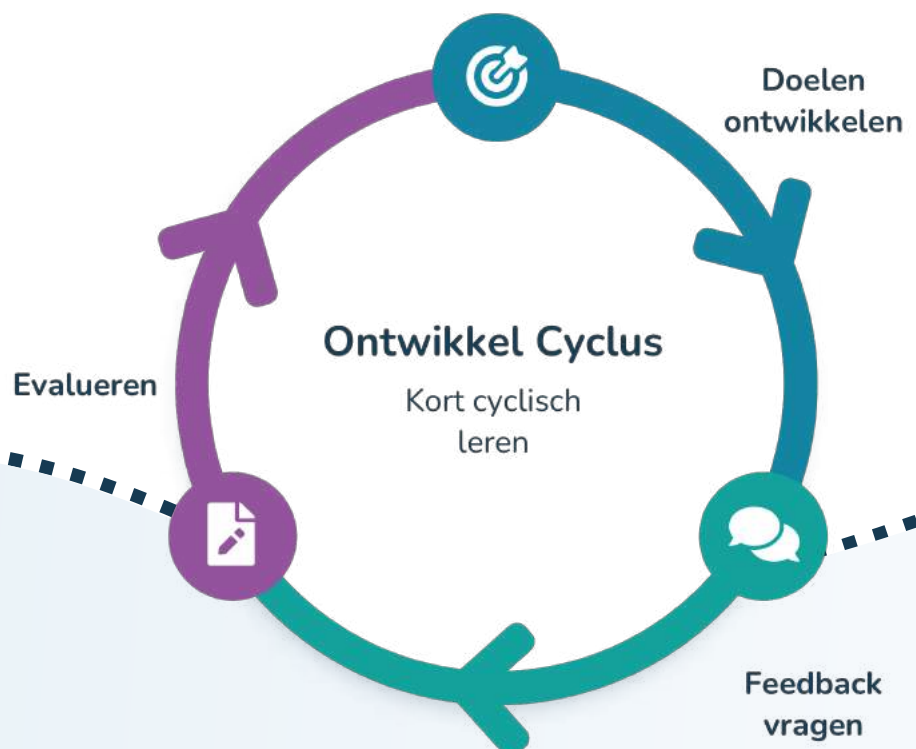 Doelen
ontwikkelen
Ontwikkel Cyclus
Kort cyclisch
leren
Evalueren
Feedback
vragen